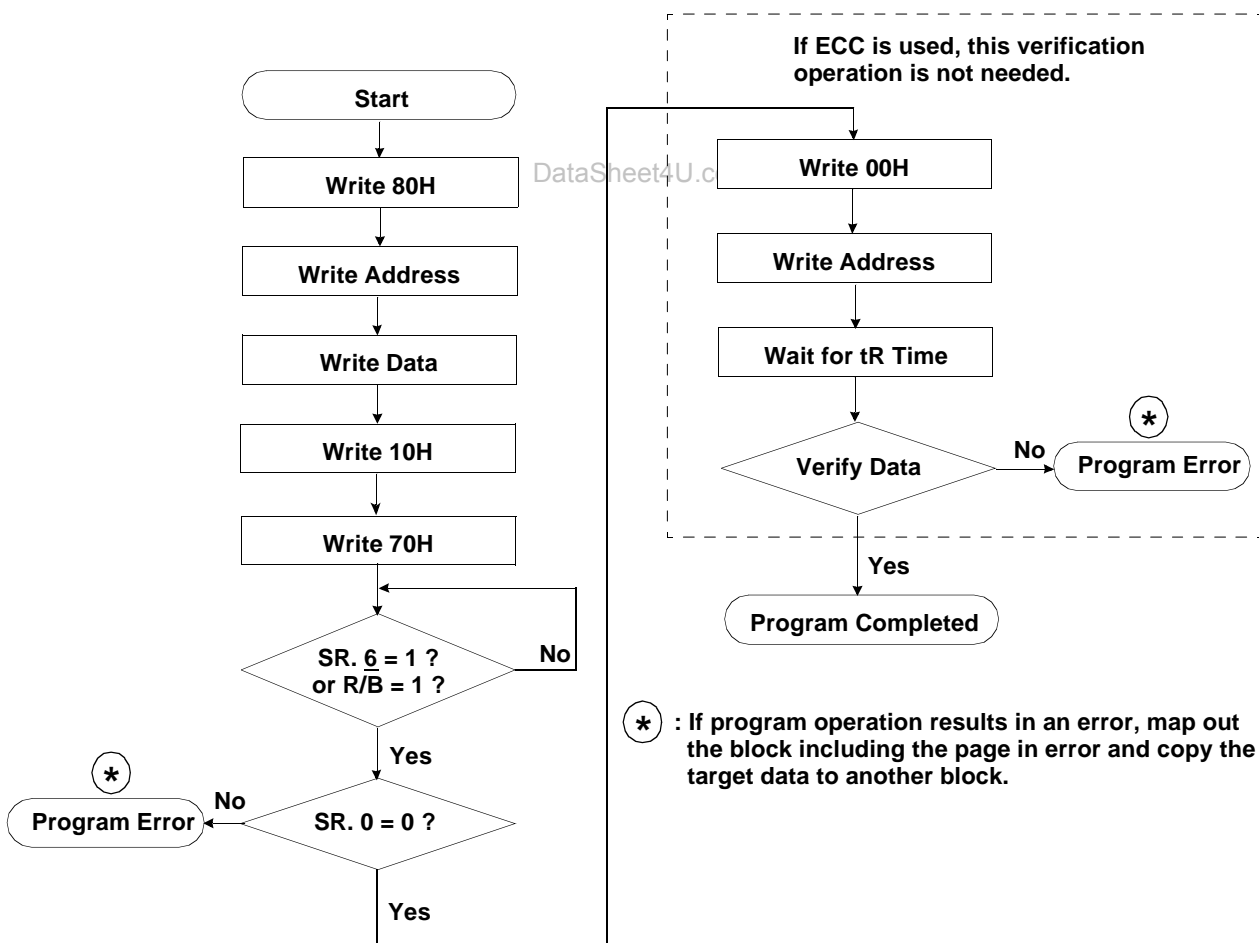 Start
Write 80H
Write Address
Write Data
Write 10H
Write 70H
SR. 6 = 1 ?
or R/B = 1 ?
No
Yes
*
Program Error
No
SR. 0 = 0 ?
Yes
If ECC is used, this verification
operation is not needed.
DataSheet4U.c
Write 00H
Write Address
Wait for tR Time
Verify Data
No
*
Program Error
Yes
Program Completed
* : If program operation results in an error, map out
the block including the page in error and copy the
target data to another block.